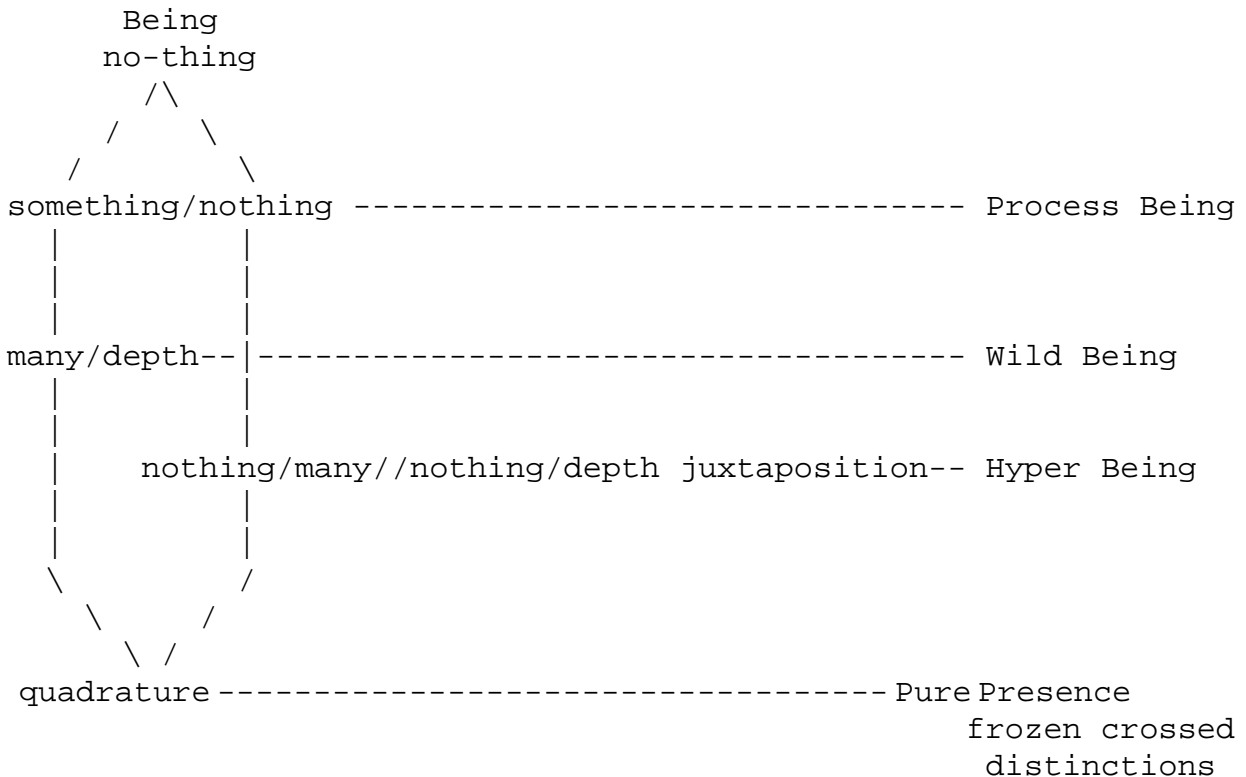 Being
no-thing
something/nothing -------------------------------- Process Being
many/depth--|------------------------------------- Wild Being
nothing/many//nothing/depth juxtaposition-- Hyper Being
quadrature ----------------------------------- Pure Presence
frozen crossed
distinctions